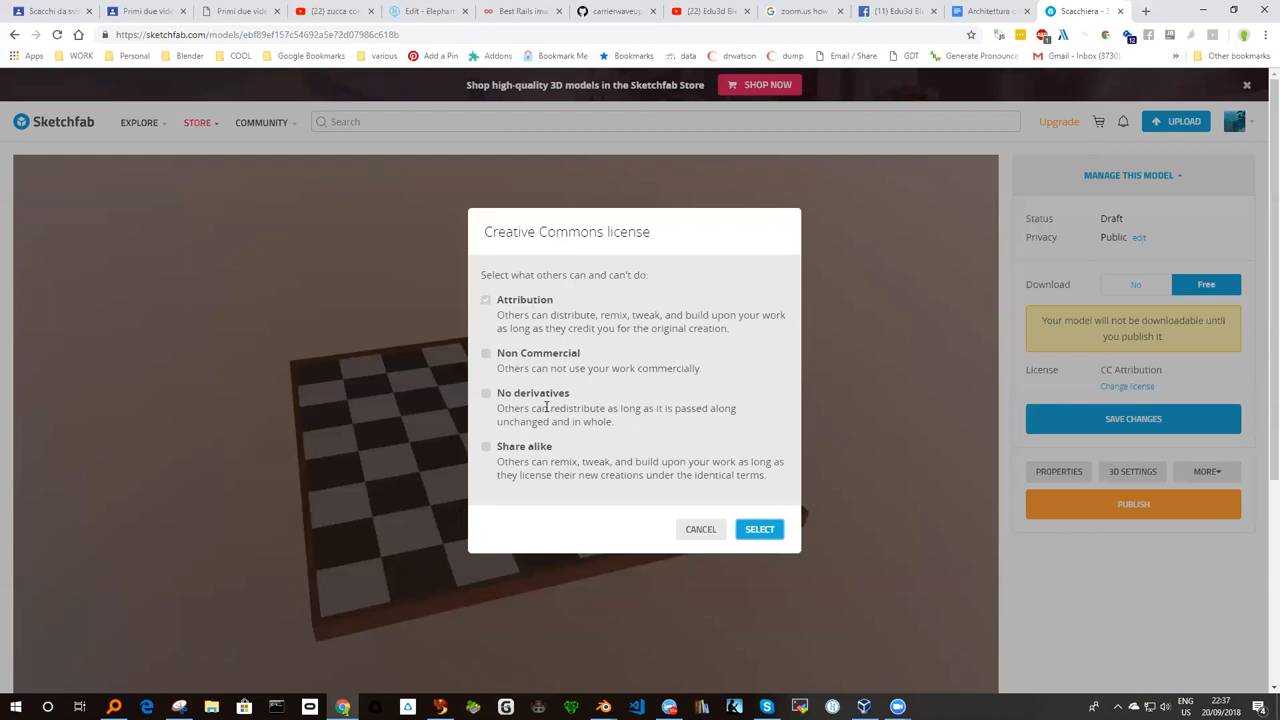 Scacchi da svi
Primi due vide
Primi due vide
(22) zucca co
Edit - Elephan
Best Rails ima
carrierwaveup
(22) Edu3d Bl
zoom.us how
(11) Edu3d Bl
Architettura c
Scacchiera - 3
https://sketchfab.com/models/ebf89ef157c54692a5e72d07986c618b
Apps
WORK
Personal
Blender
COOL
Google Bookmarks
various
Add a Pin
Addons
Bookmark Me
Bookmarks
data
drwatson
dump
Email / Share
GDT
Generate Pronounce
Gmail - Inbox (3730)
Other bookmarks
Shop high-quality 3D models in the Sketchfab Store
SHOP NOW
Sketchfab
EXPLORE
STORE
COMMUNITY
Search
Upgrade
UPLOAD
MANAGE THIS MODEL
Status
Draft
Privacy
Public edit
Download
No
Free
Your model will not be downloadable until
you publish it.
License
CC Attribution
Change license
SAVE CHANGES
PROPERTIES
3D SETTINGS
MORE
PUBLISH
Creative Commons license
Select what others can and can't do:
Attribution
Others can distribute, remix, tweak, and build upon your work
as long as they credit you for the original creation.
Non Commercial
Others can not use your work commercially.
No derivatives
Others can redistribute as long as it is passed along
unchanged and in whole.
Share alike
Others can remix, tweak, and build upon your work as long as
they license their new creations under the identical terms.
CANCEL
SELECT
ENG
US
22:37
20/09/2018